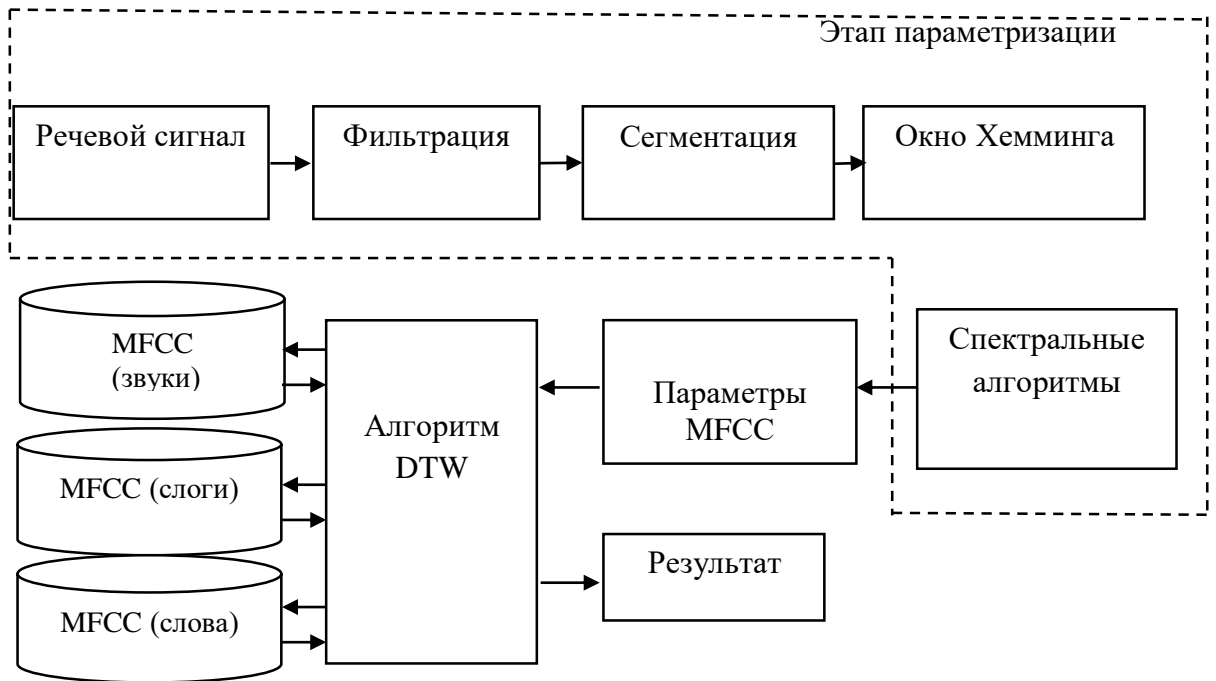 Этап параметризации
Речевой сигнал
Фильтрация
Сегментация
Окно Хемминга
MFCC
(звуки)
MFCC (слоги)
MFCC (слова)
Алгоритм
DTW
Параметры
MFCC
Спектральные
алгоритмы
Результат